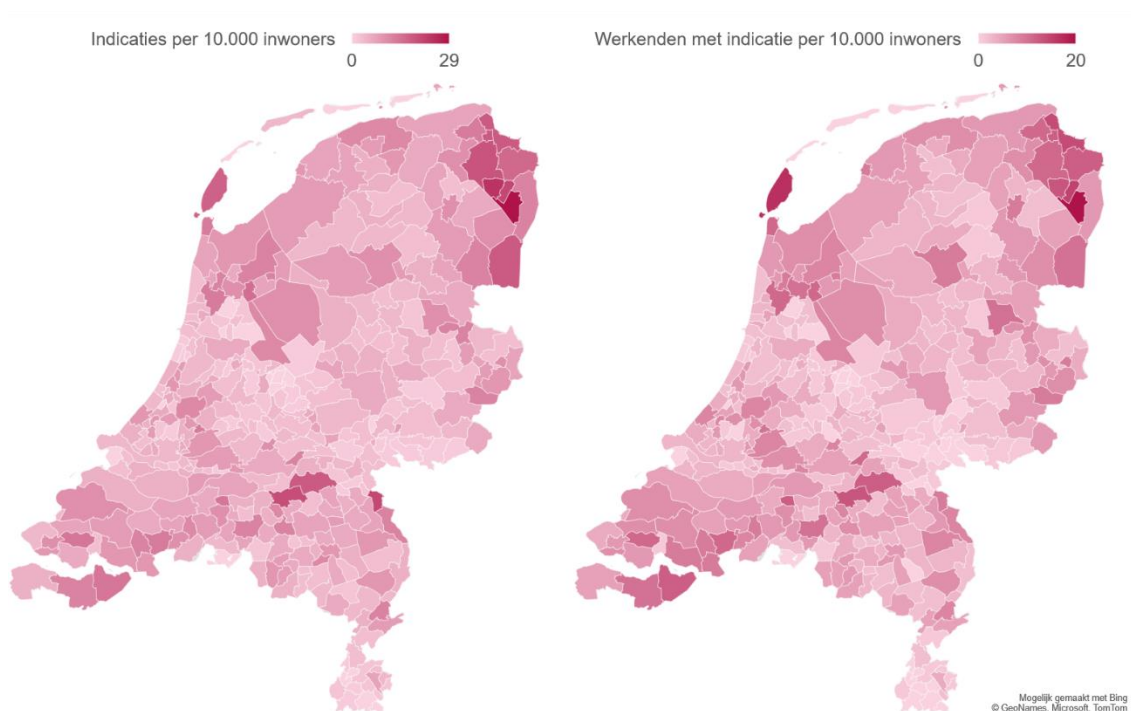 Indicaties per 10.000 inwoners
0 29
Werkenden met indicatie per 10.000 inwoners
0 20
Mogelijk gemaakt met Bing
© GeoNames, Microsoft, TomTom